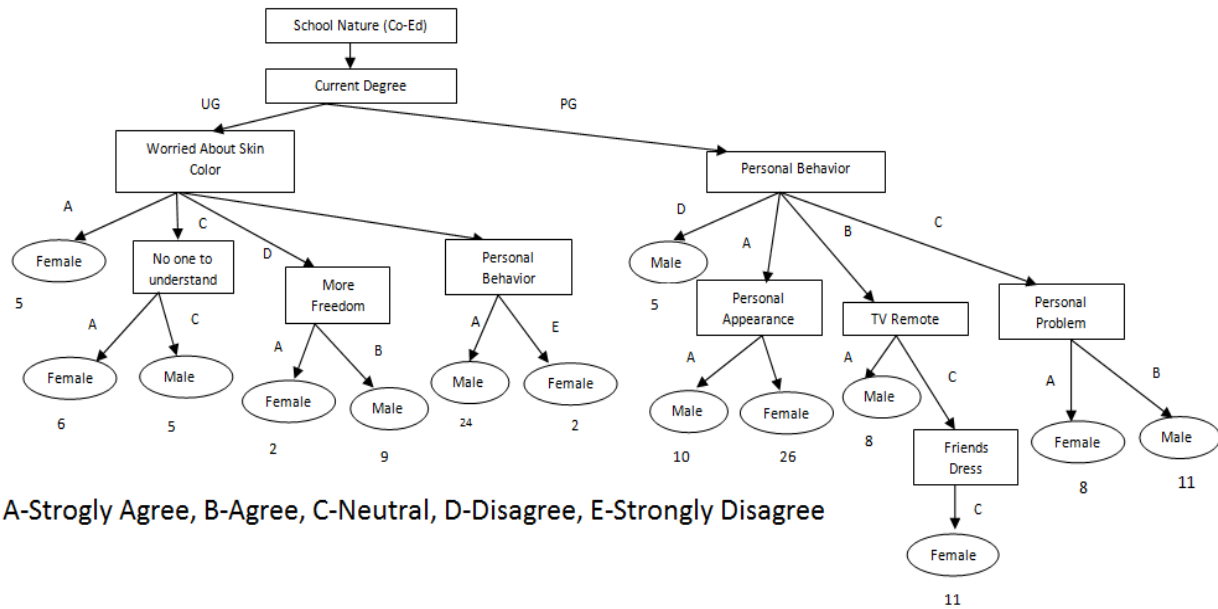 School Nature (Co-Ed)
Current Degree
UG
PG
Worried About Skin
Color
Personal Behavior
A
C
D
D
A
B
C
Female
5
No one to
understand
More
Freedom
Personal
Behavior
Male
5
Personal
Appearance
TV Remote
Personal
Problem
A
C
A
B
A
E
A
A
C
A
B
Female
6
Male
5
Female
2
Male
9
Male
24
Female
2
Male
10
Female
26
Male
8
Friends
Dress
Female
8
Male
11
C
Female
11
A-Strogly Agree, B-Agree, C-Neutral, D-Disagree, E-Strongly Disagree